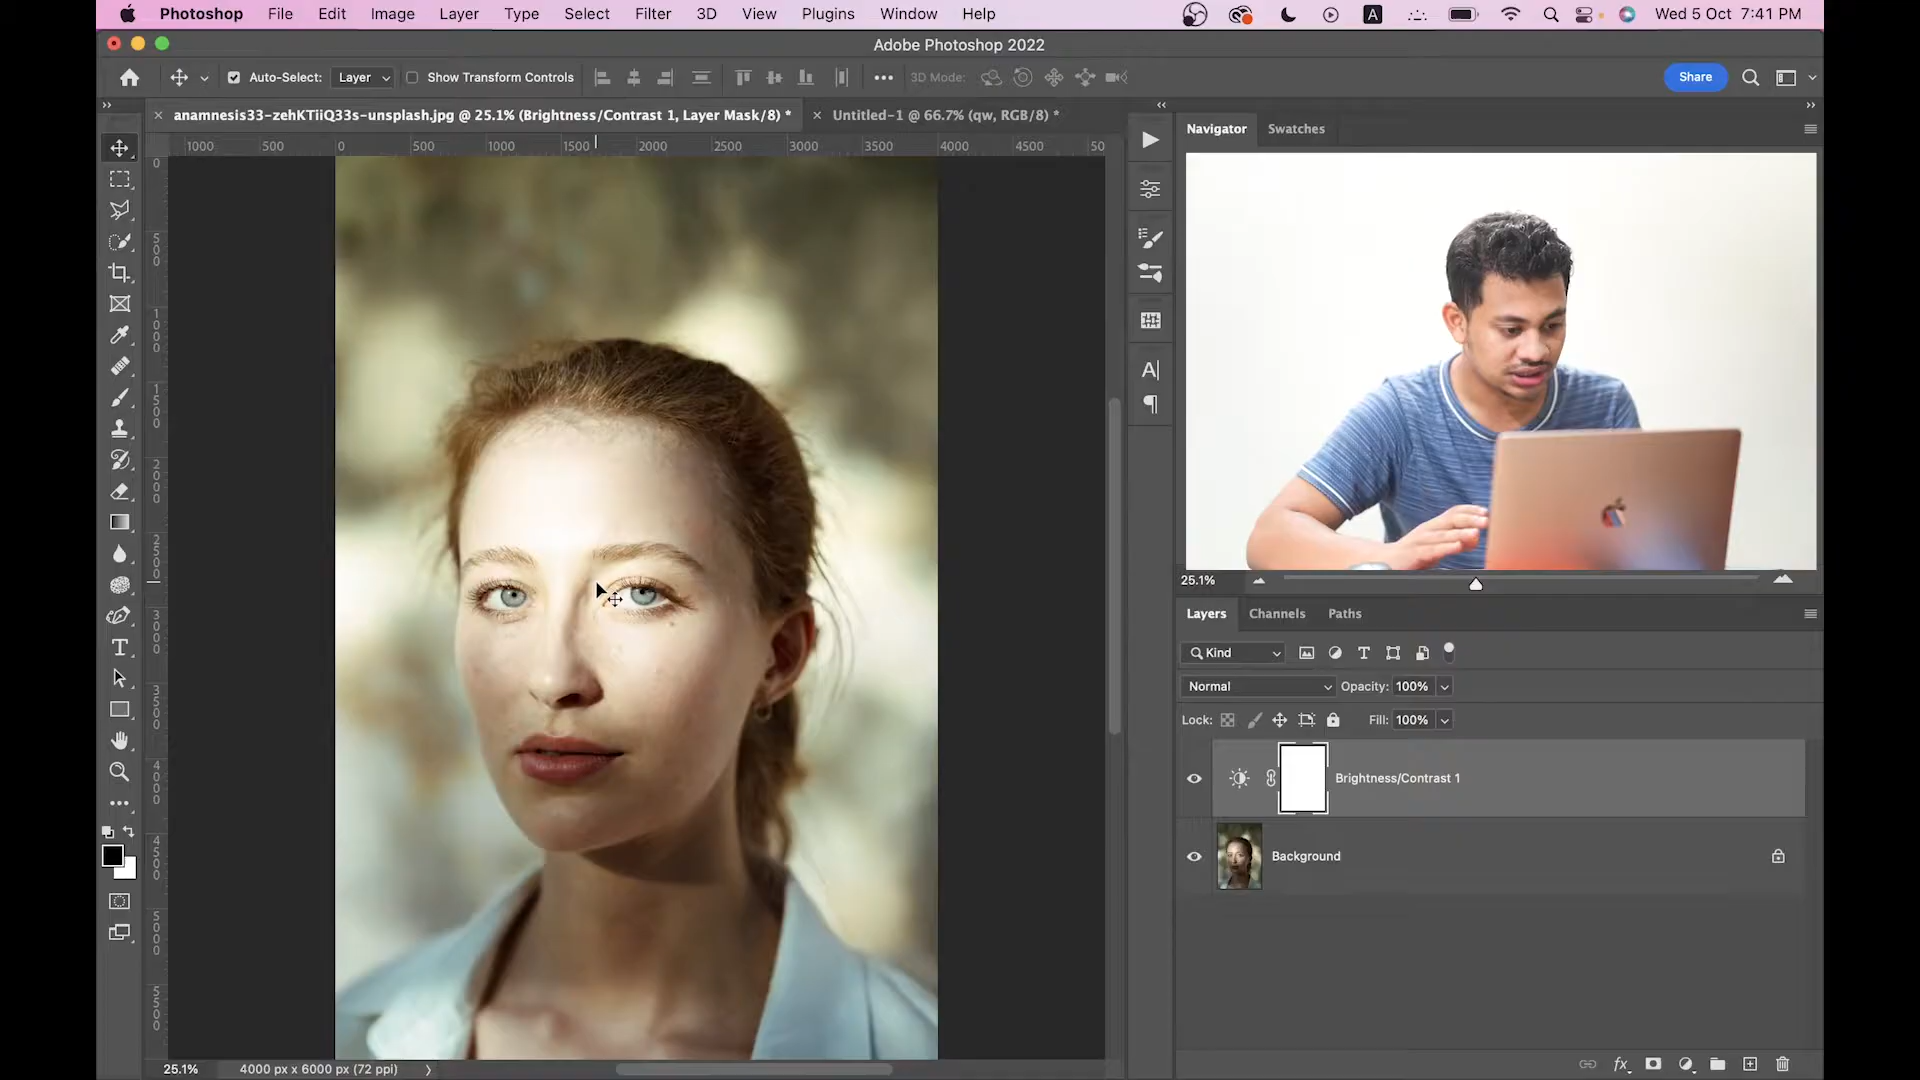 Photoshop File Edit Image Layer Type Select Filter 3D View Plugins Window Help A Wed 5 Oct 7:41 PM
Adobe Photoshop 2022
Auto-Select: Layer Show Transform Controls 3D Mode: Share
anamnesis33-zehKTiiQ33s-unsplash.jpg @ 25.1% (Brightness/Contrast 1, Layer Mask/8) * Untitled-1 @ 66.7% (qw, RGB/8) *
Navigator Swatches
1000 500 0 500 1000 1500 2000 2500 3000 3500 4000 4500 50
0
500
1000
1500
2000
2500
3000
3500
4000
4500
5000
5500
25.1%
Layers Channels Paths
Kind
Normal Opacity: 100%
Lock: Fill: 100%
Brightness/Contrast 1
Background
fx
25.1% 4000 px x 6000 px (72 ppi)